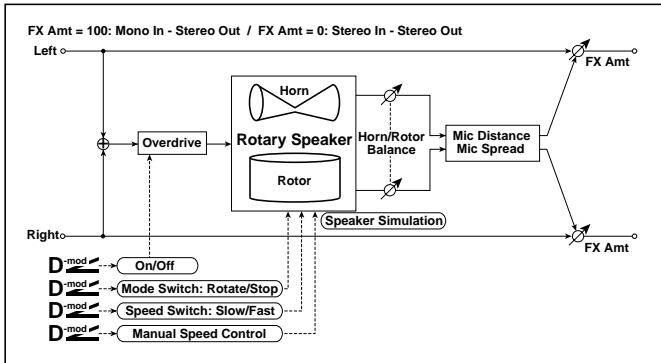 FX Amt = 100: Mono In - Stereo Out / FX Amt = 0: Stereo In - Stereo Out
Left
FX Amt
Horn
Overdrive
Rotary Speaker
Horn/Rotor
Balance
Mic Distance
Mic Spread
Rotor
Speaker Simulation
Right
FX Amt
D-mod
On/Off
D-mod
Mode Switch: Rotate/Stop
D-mod
Speed Switch: Slow/Fast
D-mod
Manual Speed Control